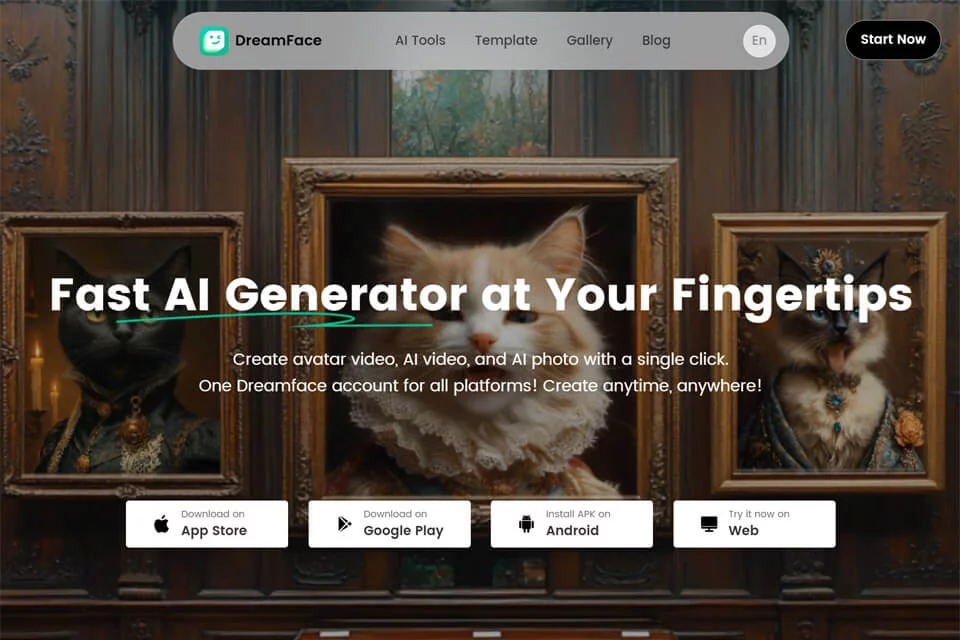 DreamFace
AI Tools
Template
Gallery
Blog
En
Start Now
Fast AI Generator at Your Fingertips
Create avatar video, AI video, and AI photo with a single click.
One Dreamface account for all platforms! Create anytime, anywhere!
Download on
App Store
Download on
Google Play
Install APK on
Android
Try it now on
Web